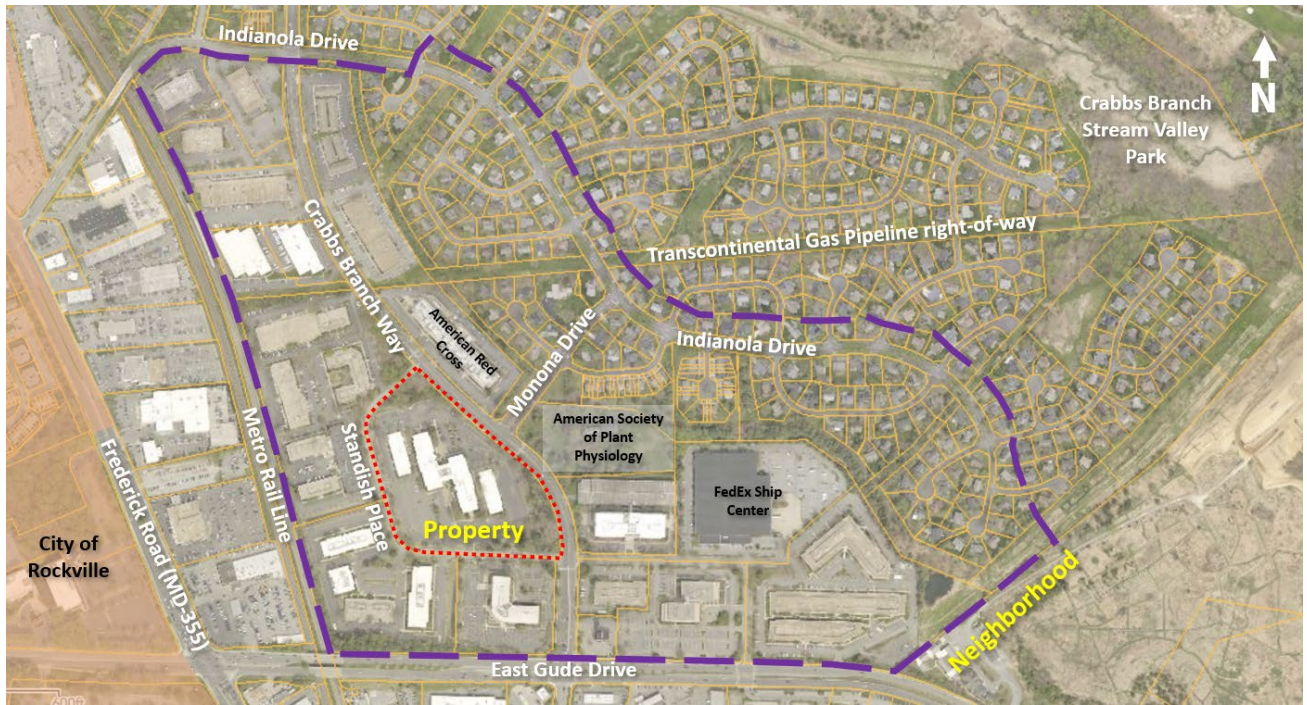 Indianola Drive
N
Crabbs Branch
Stream Valley
Park
Transcontinental Gas Pipeline right-of-way
Crabbs Branch Way
American Red
Cross
Monona Drive
Indianola Drive
American Society
of Plant
Physiology
FedEx Ship
Center
Standish Place
Metro Rail Line
Frederick Road (MD-355)
Property
City of
Rockville
Neighborhood
East Gude Drive
600ft